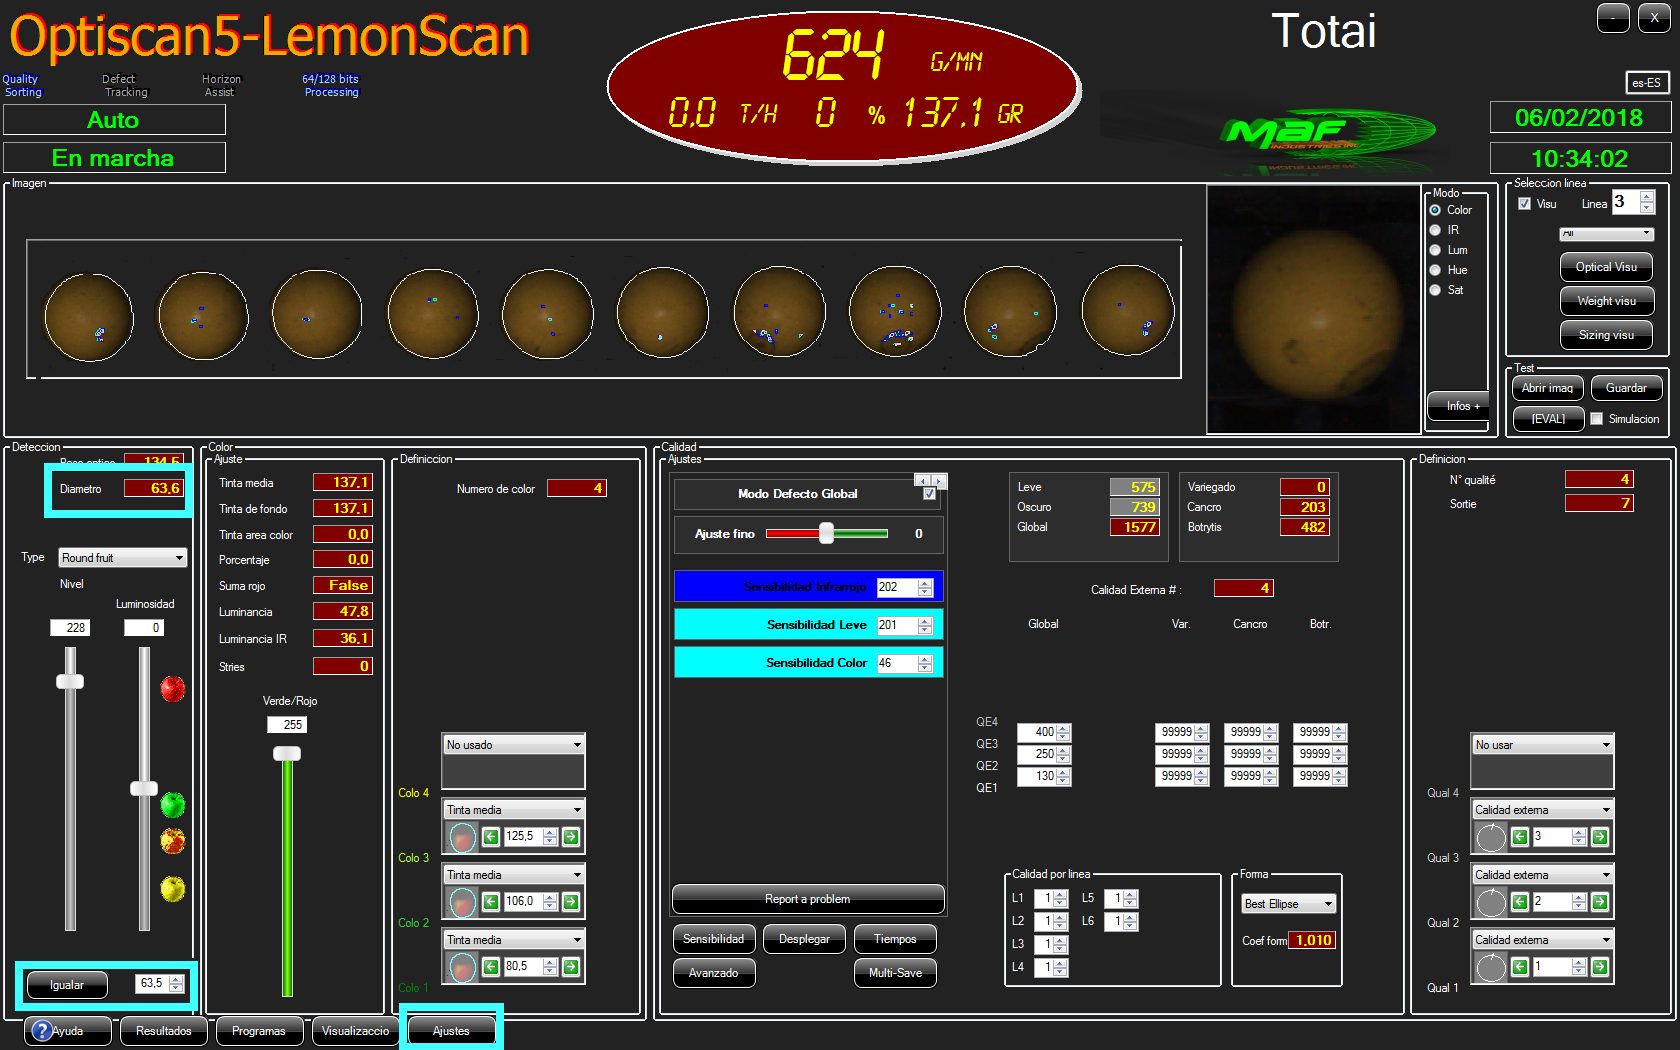 Optiscan5-LemonScan
Quality Sorting
Defect Tracking
Horizon Assist
64/128 bits Processing
Auto
En marcha
624 G/MN
0,0 T/H 0 % 137,1 GR
Totai
-
X
es-ES
MAF
INDUSTRIES INC
06/02/2018
10:34:02
Imagen
Modo
Color
IR
Lum
Hue
Sat
Infos +
Seleccion linea
Visu
Linea 3
All
Optical Visu
Weight visu
Sizing visu
Test
Abrir imag
Guardar
[EVAL]
Simulacion
Deteccion
Peso optico 134,5
Diametro 63,6
Type Round fruit
Nivel
Luminosidad
228
0
Igualar 63,5
Color
Ajuste
Tinta media 137,1
Tinta de fondo 137,1
Tinta area color 0,0
Porcentaje 0,0
Suma rojo False
Luminancia 47,8
Luminancia IR 36,1
Stries 0
Verde/Rojo
255
Definiccion
Numero de color 4
No usado
Colo 4
Tinta media
125,5
Colo 3
Tinta media
106,0
Colo 2
Tinta media
80,5
Colo 1
Calidad
Ajustes
Modo Defecto Global
Ajuste fino 0
Sensibilidad Infrarrojo 202
Sensibilidad Leve 201
Sensibilidad Color 46
Report a problem
Sensibilidad
Desplegar
Tiempos
Avanzado
Multi-Save
Leve 575
Oscuro 739
Global 1577
Variegado 0
Cancro 203
Botrytis 482
Calidad Externa # : 4
Global Var. Cancro Botr.
QE4
400 99999 99999 99999
QE3
250 99999 99999 99999
QE2
130 99999 99999 99999
QE1
Calidad por linea
L1 1 L5 1
L2 1 L6 1
L3 1
L4 1
Forma
Best Ellipse
Coef form 1,010
Definicion
N° qualité 4
Sortie 7
No usar
Qual 4
Calidad externa
3
Qual 3
Calidad externa
2
Qual 2
Calidad externa
1
Qual 1
? Ayuda
Resultados
Programas
Visualizaccio
Ajustes